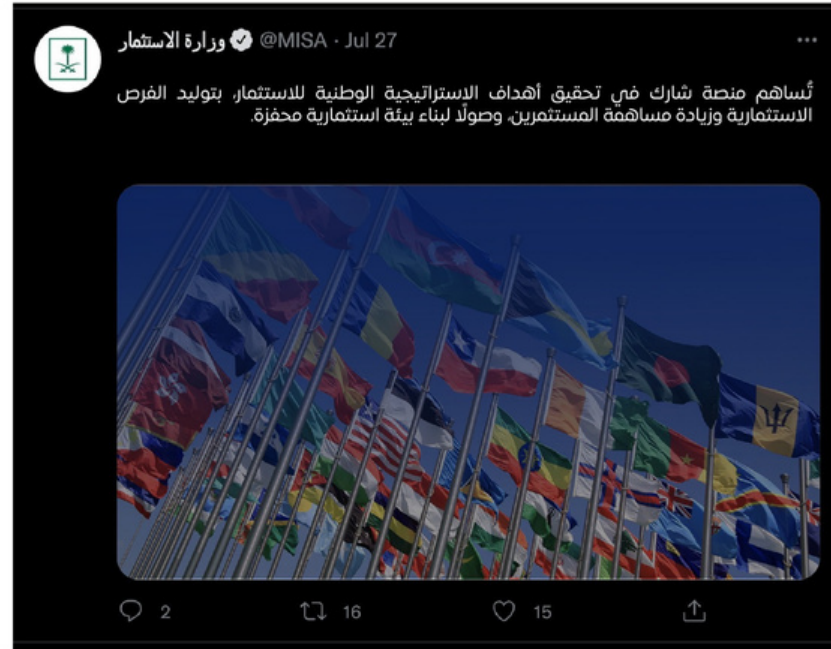 وزارة الاستثمار @MISA · Jul 27
تُساهم منصة شارك في تحقيق أهداف الاستراتيجية الوطنية للاستثمار، بتوليد الفرص
الاستثمارية وزيادة مساهمة المستثمرين، وصولًا لبناء بيئة استثمارية محفزة.
2 16 15